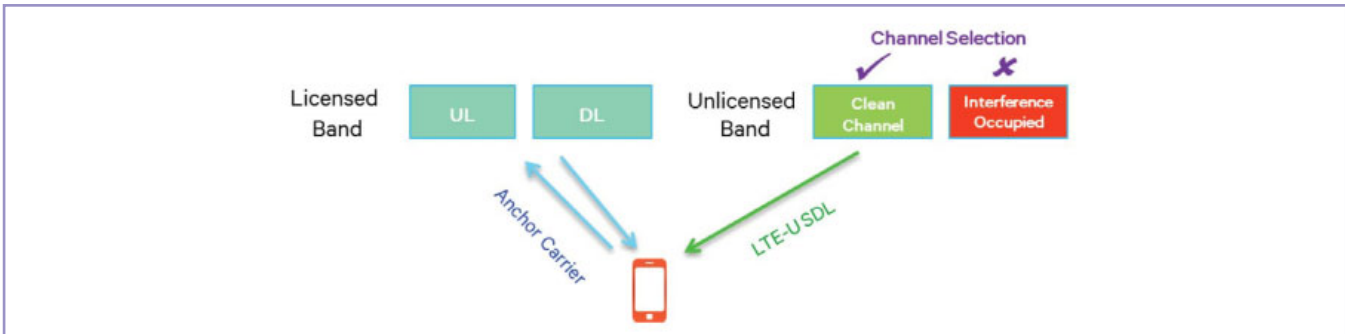 Channel Selection
Licensed
Band
UL
DL
Unlicensed
Band
Clean
Channel
Interference
Occupied
Anchor Carrier
LTE-U SDL